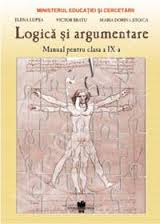 MINISTERUL EDUCAȚIEI ȘI CERCETĂRII
ELENA LUPȘA VICTOR BRATU MARIA DORINA STOICA
Logică și argumentare
Manual pentru clasa a IX-a